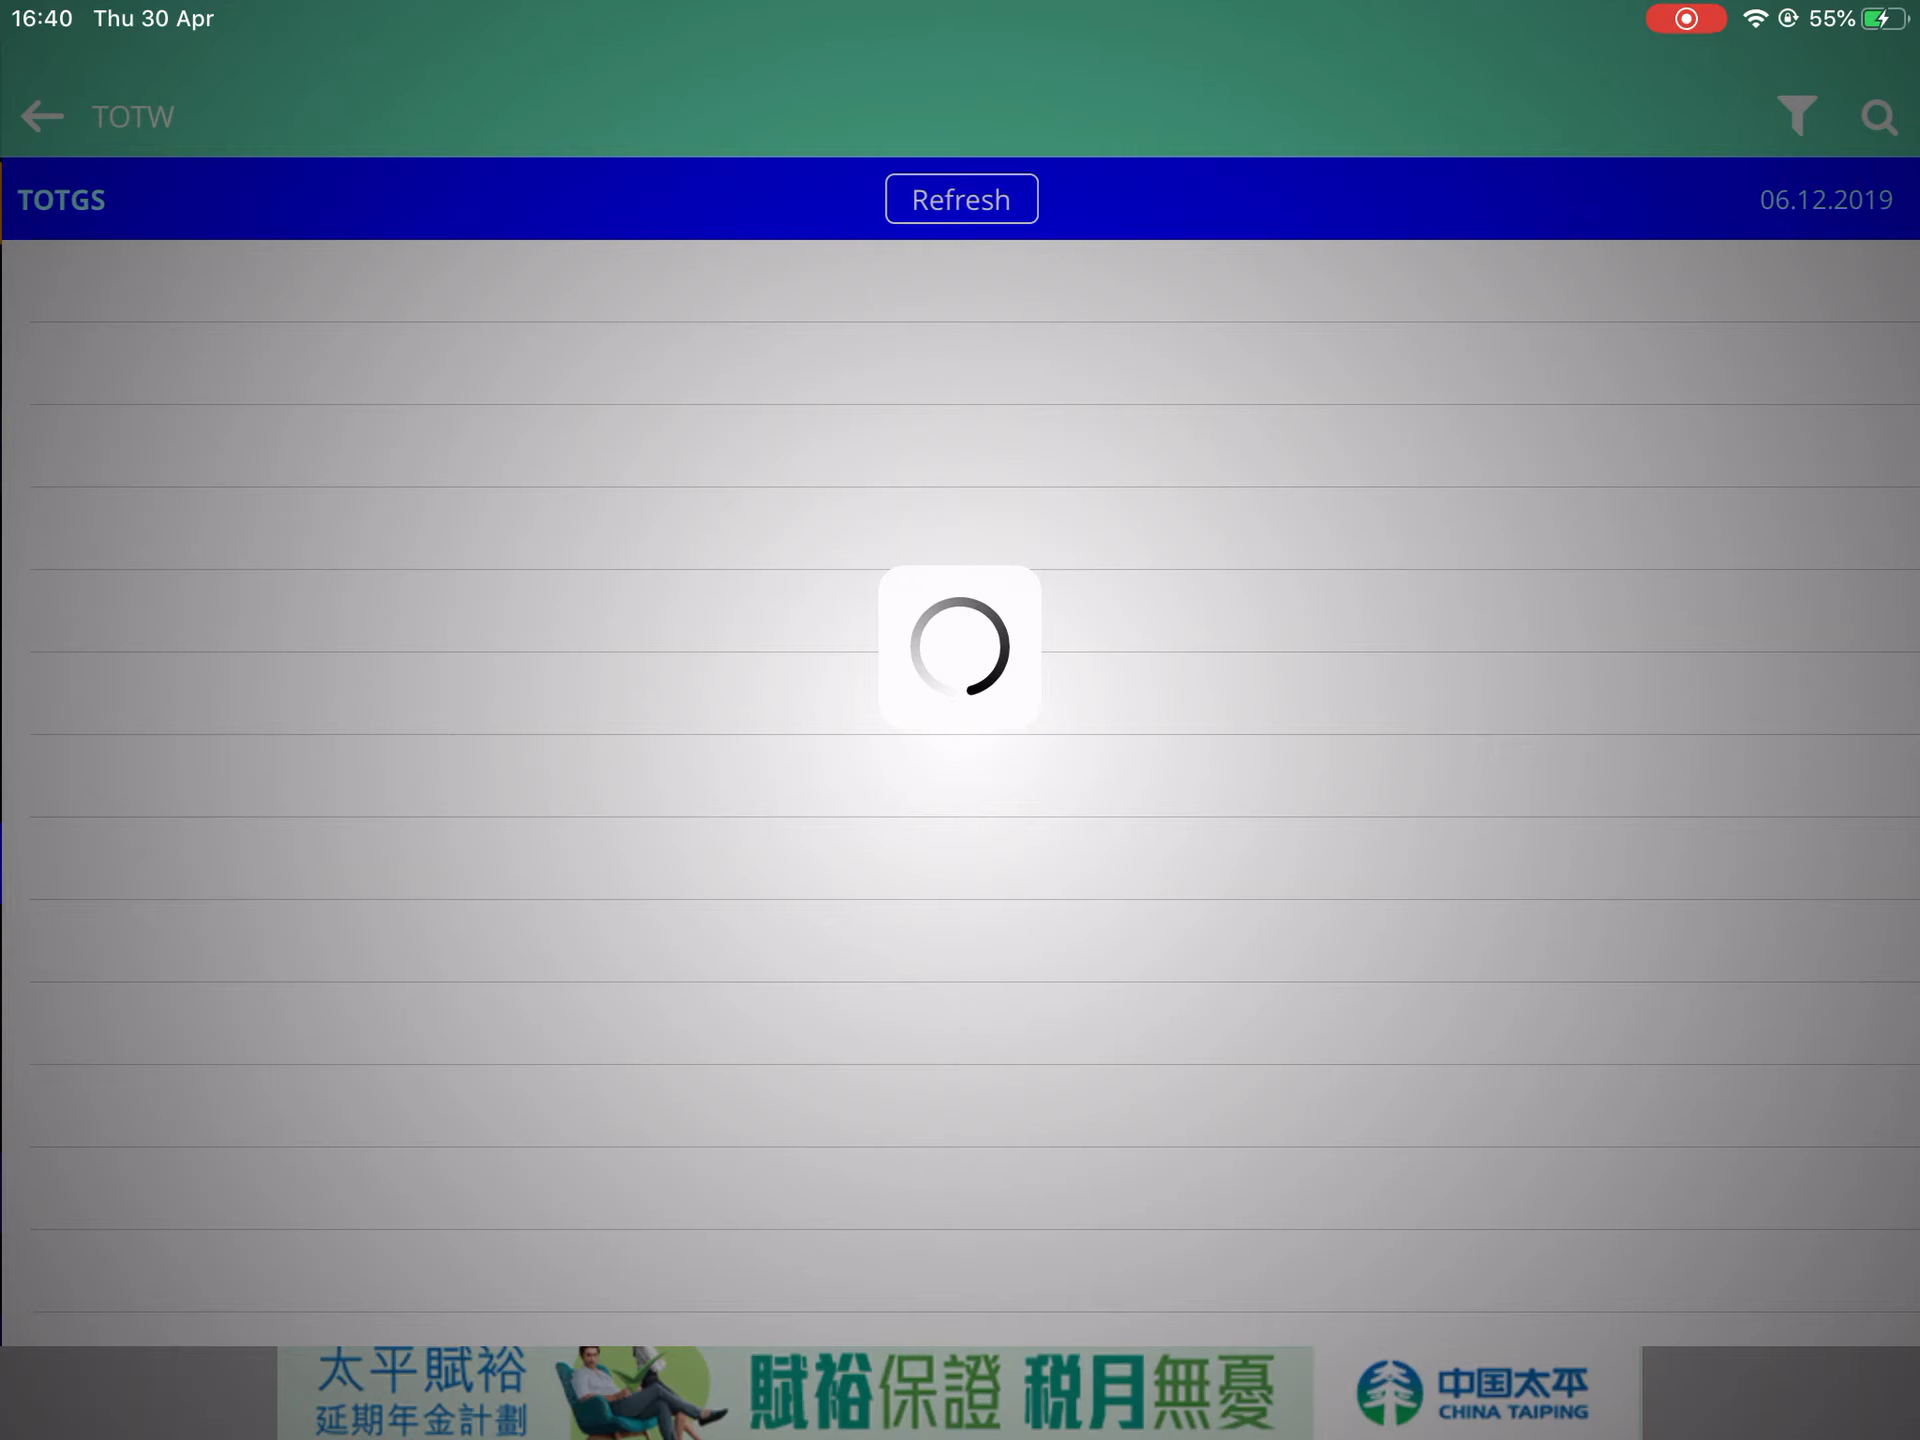 16:40 Thu 30 Apr
55%
TOTW
TOTGS Refresh 06.12.2019
太平賦裕
延期年金計劃
賦裕保證 税月無憂
中国太平
CHINA TAIPING